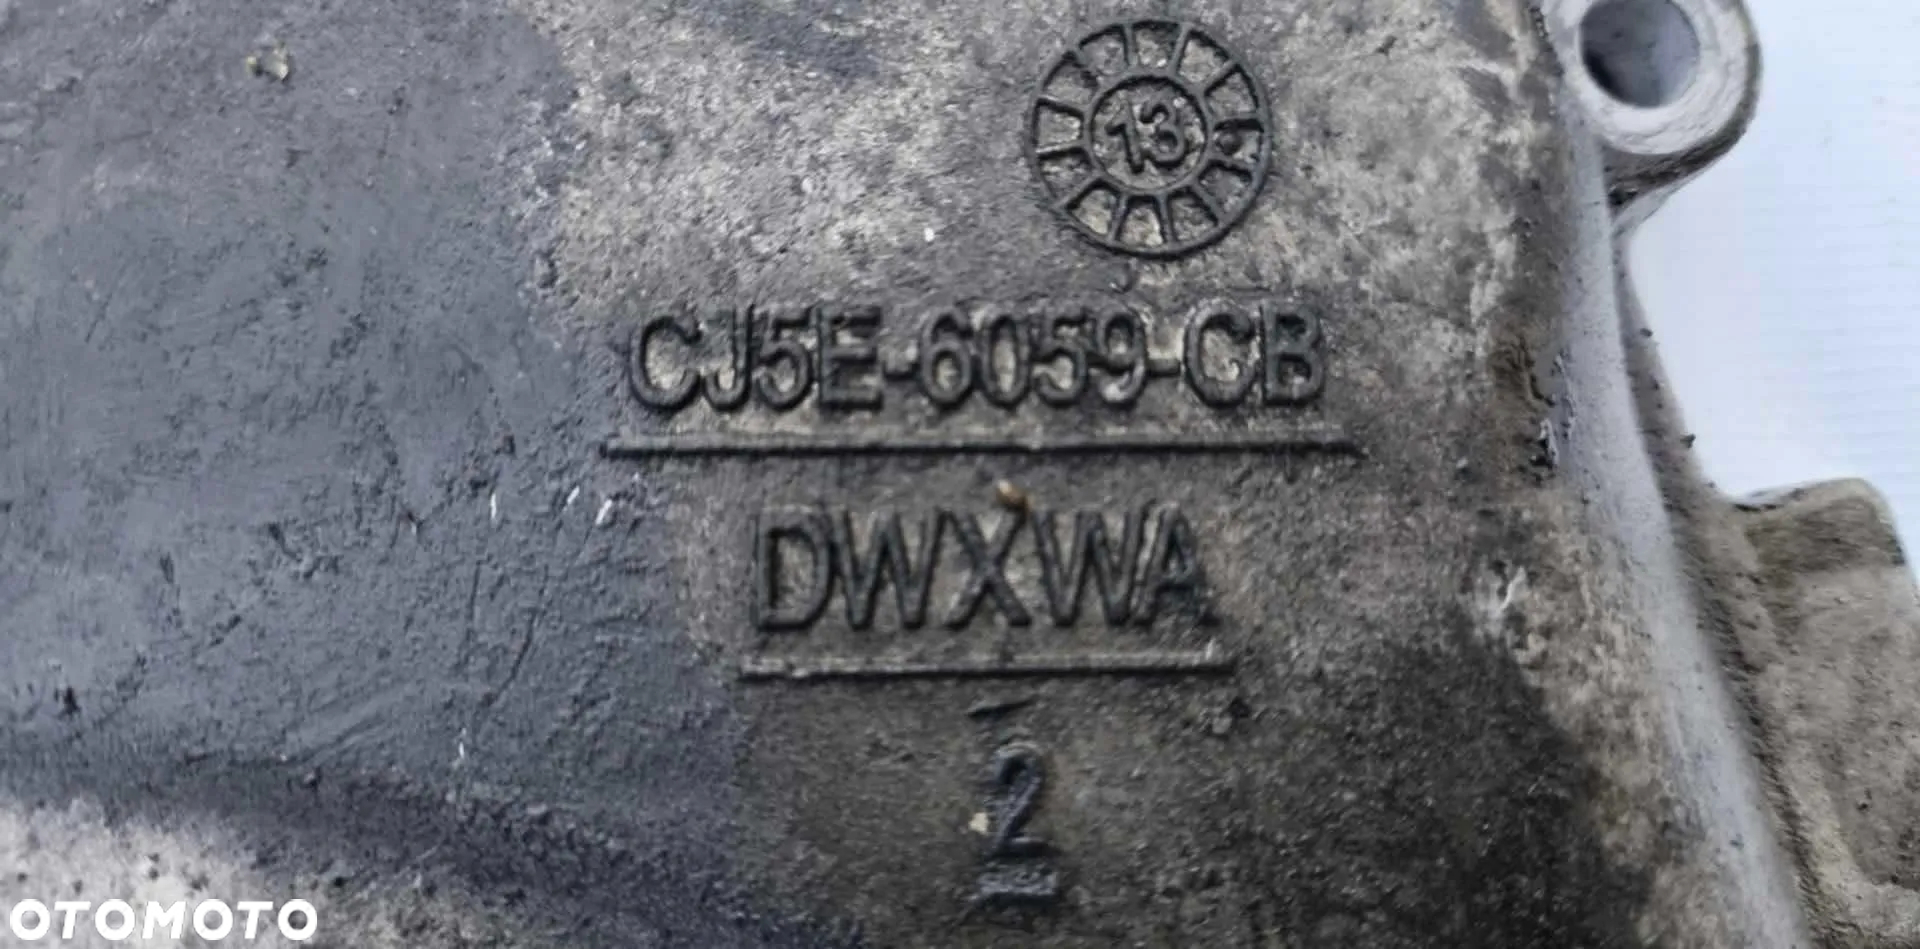 13
CJ5E-6059-CB
DWXWA
2
OTOMOTO